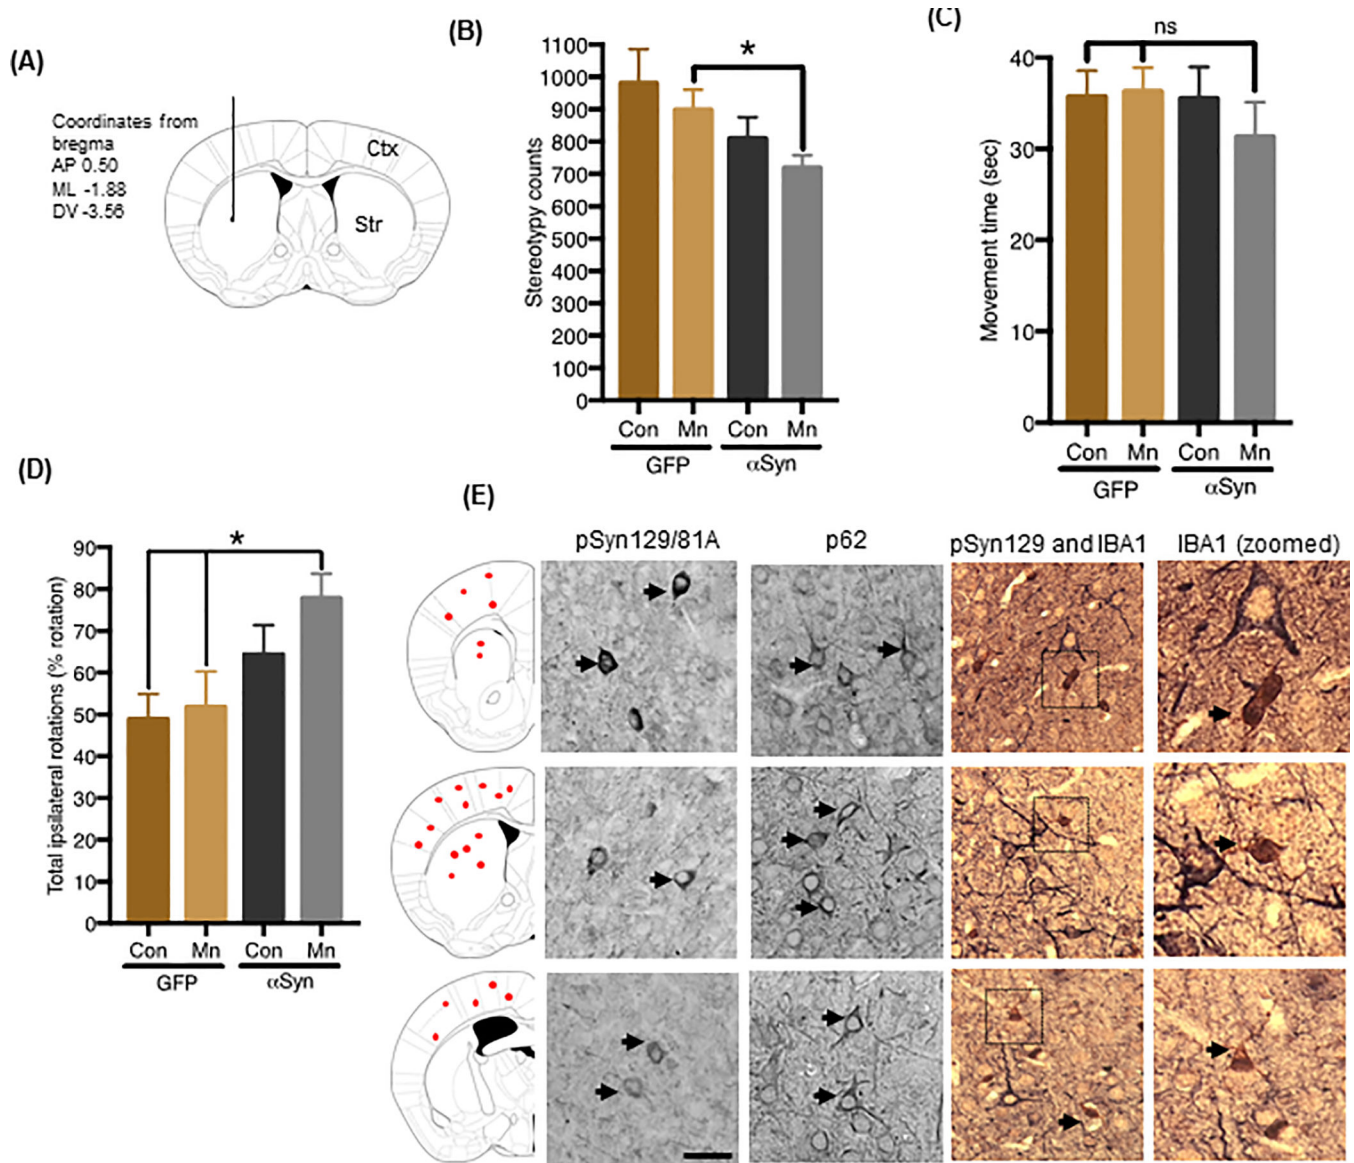 (A)
Coordinates from
bregma
AP 0.50
ML -1.88
DV -3.56
Ctx
Str
(B)
Stereotypy counts
1100
1000
900
800
700
600
500
400
300
200
100
0
*
Con Mn Con Mn
GFP αSyn
(C)
Movement time (sec)
40
30
20
10
0
ns
Con Mn Con Mn
GFP αSyn
(D)
Total ipsilateral rotations (% rotation)
90
80
70
60
50
40
30
20
10
0
*
Con Mn Con Mn
GFP αSyn
(E)
pSyn129/81A p62 pSyn129 and IBA1 IBA1 (zoomed)